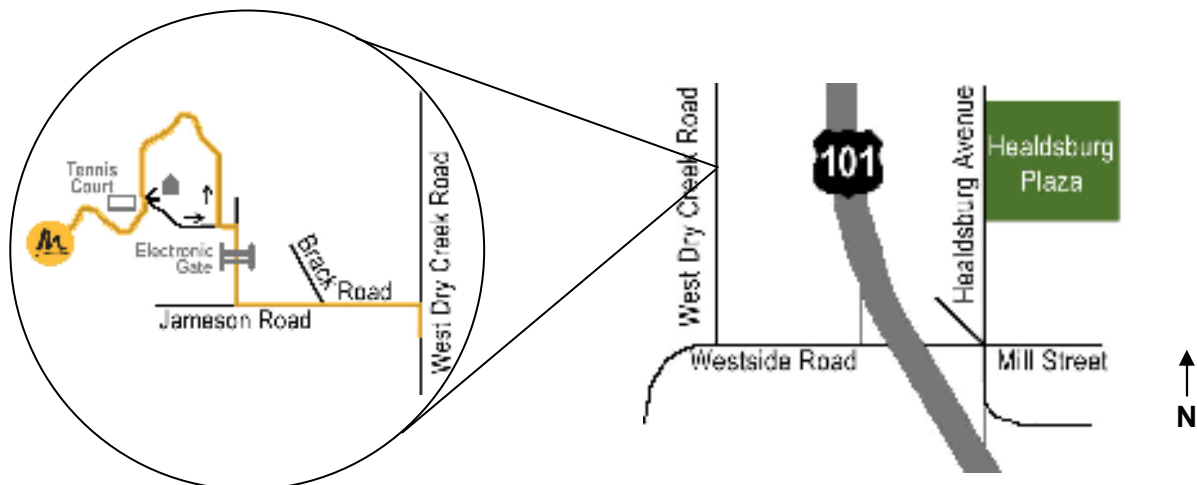 Tennis
Court
Electronic
Gate
Brack
Road
Jameson Road
West Dry Creek Road
West Dry Creek Road
101
Healdsburg Avenue
Healdsburg
Plaza
Westside Road
Mill Street
N